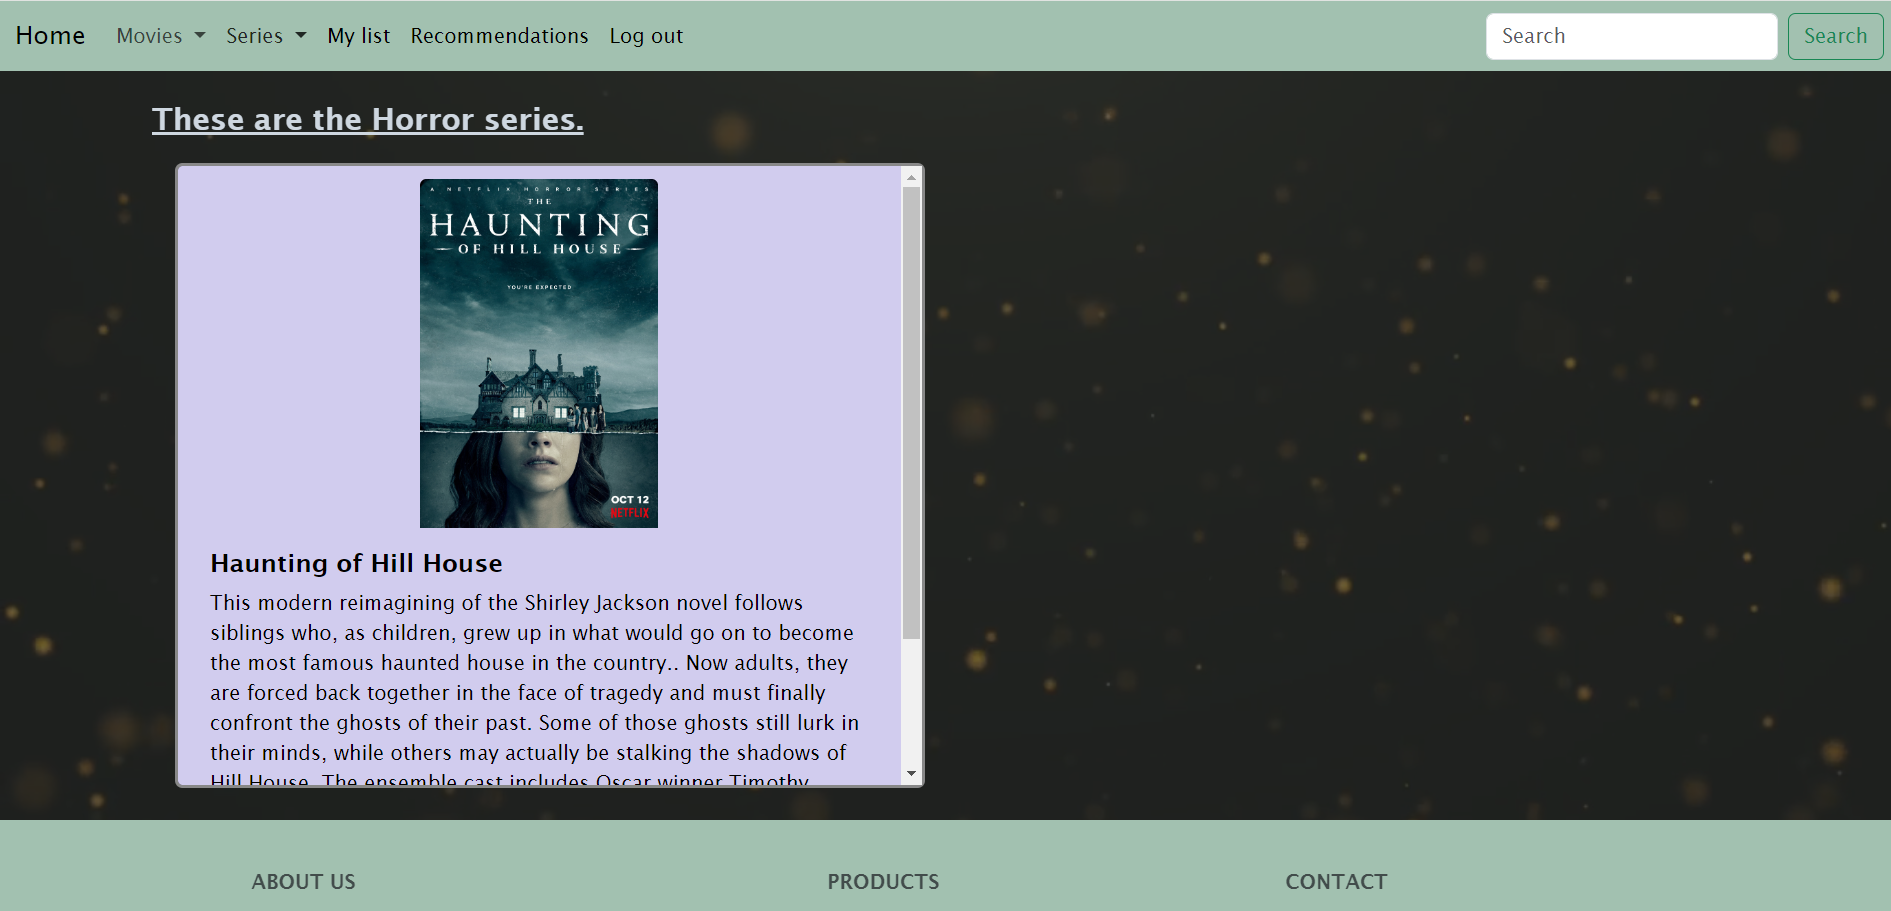 Home Movies Series My list Recommendations Log out Search Search
These are the Horror series.
A NETFLIX HORROR SERIES
THE
HAUNTING
OF HILL HOUSE
YOU'RE EXPECTED
OCT 12
NETFLIX
Haunting of Hill House
This modern reimagining of the Shirley Jackson novel follows
siblings who, as children, grew up in what would go on to become
the most famous haunted house in the country.. Now adults, they
are forced back together in the face of tragedy and must finally
confront the ghosts of their past. Some of those ghosts still lurk in
their minds, while others may actually be stalking the shadows of
Hill House. The ensemble cast includes Oscar winner Timothy
ABOUT US PRODUCTS CONTACT